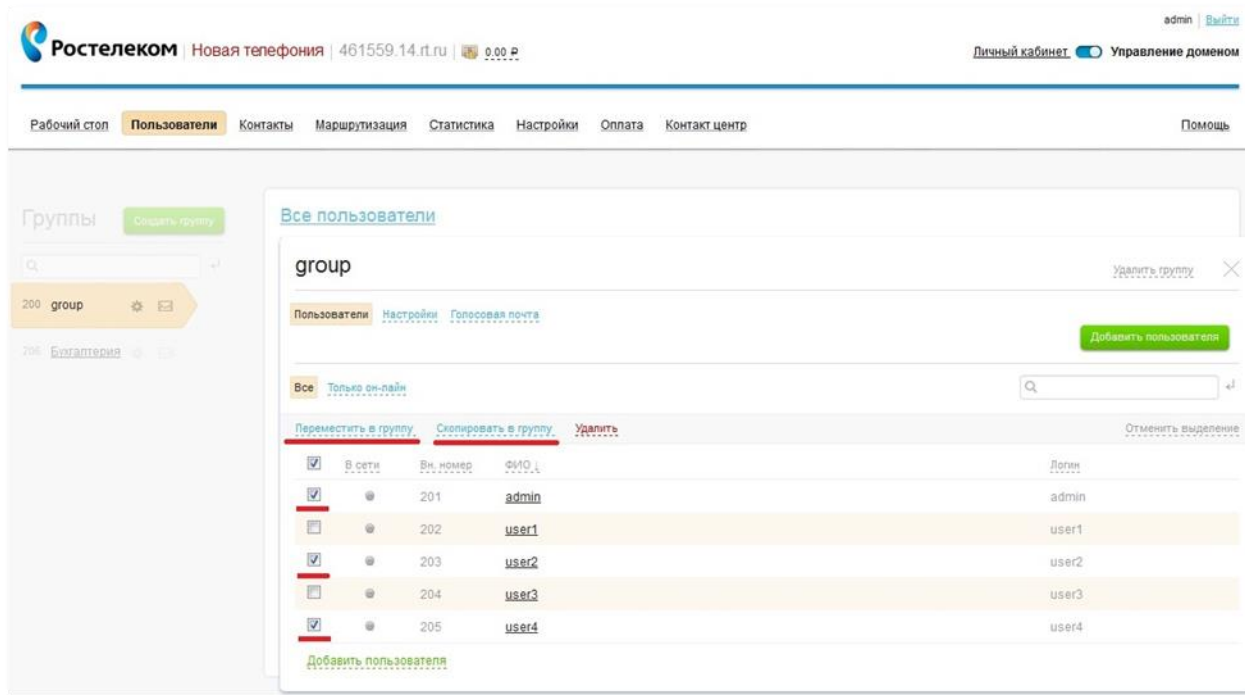 admin Выйти
Ростелеком Новая телефония 461559.14.rt.ru 0,00 ₽ Личный кабинет Управление доменом
Рабочий стол Пользователи Контакты Маршрутизация Статистика Настройки Оплата Контакт центр Помощь
Группы Создать группу
Все пользователи
group Удалить группу
200 group
Пользователи Настройки Голосовая почта
Добавить пользователя
206 Бухгалтерия
Все Только он-лайн
Переместить в группу Скопировать в группу Удалить Отменить выделение
В сети Вн. номер ФИО ↓ Логин
201 admin admin
202 user1 user1
203 user2 user2
204 user3 user3
205 user4 user4
Добавить пользователя